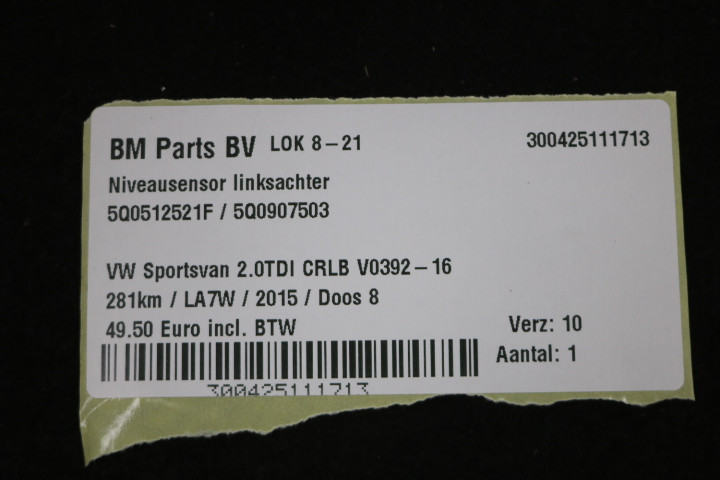 BM Parts BV LOK 8-21 300425111713
Niveausensor linksachter
5Q0512521F / 5Q0907503
VW Sportsvan 2.0TDI CRLB V0392-16
281km / LA7W / 2015 / Doos 8
49.50 Euro incl. BTW Verz: 10
Aantal: 1
300425111713